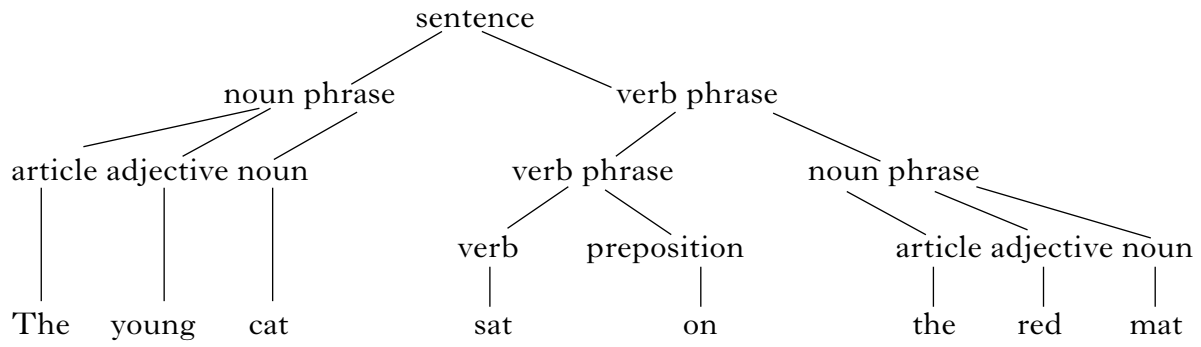 sentence
noun phrase verb phrase
article adjective noun verb phrase noun phrase
verb preposition article adjective noun
The young cat sat on the red mat